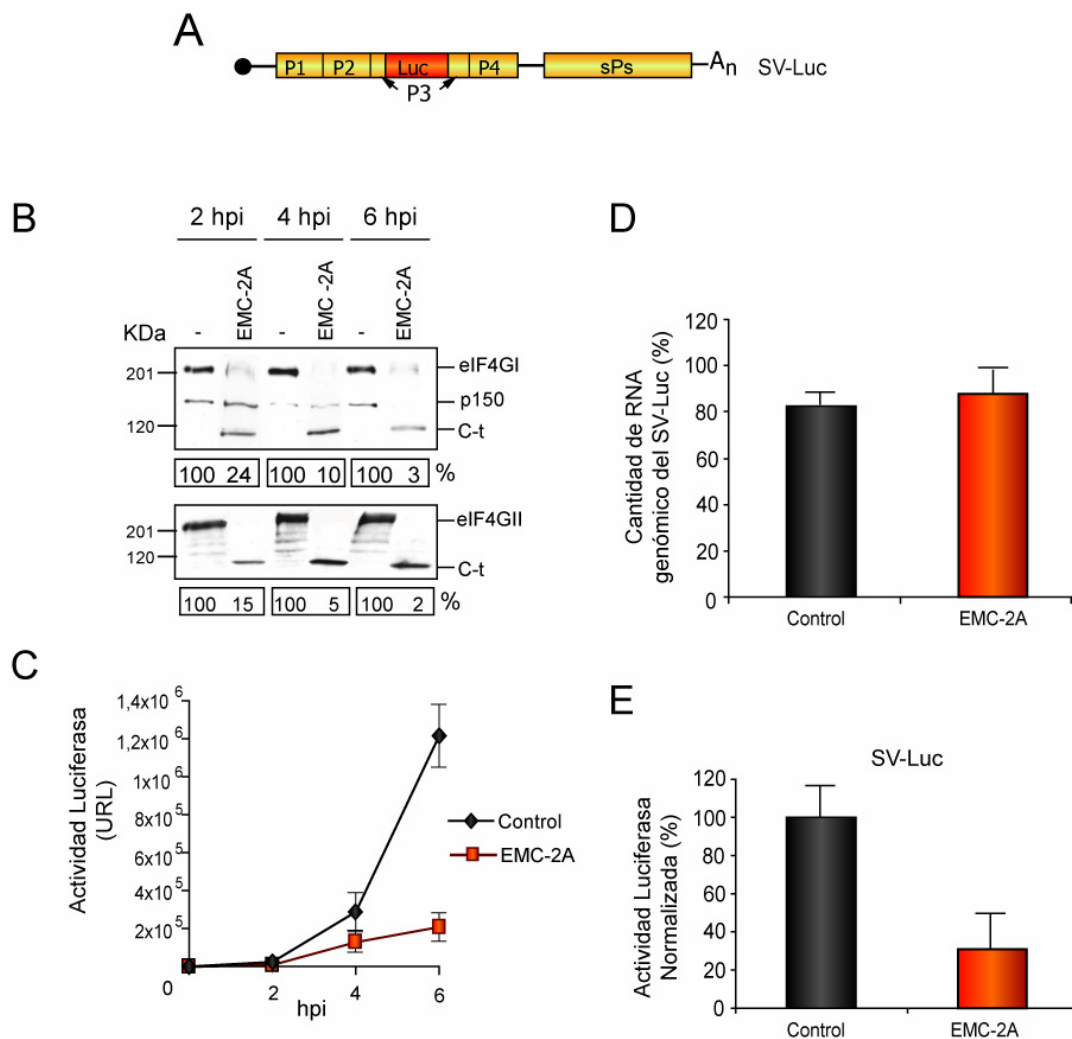 A
P1 P2 Luc P4 sPs An SV-Luc
P3
B
2 hpi 4 hpi 6 hpi
KDa - EMC-2A - EMC -2A - EMC-2A
201 eIF4GI
p150
120 C-t
100 24 100 10 100 3 %
201 eIF4GII
120 C-t
100 15 100 5 100 2 %
C
Actividad Luciferasa
(URL)
1,4x10 6
1,2x10 6
1x10 6
8x10 5
6x10 5
4x10 5
2x10 5
0 2 4 6
hpi
Control
EMC-2A
D
Cantidad de RNA
genómico del SV-Luc (%)
120
100
80
60
40
20
0
Control EMC-2A
E
SV-Luc
Actividad Luciferasa
Normalizada (%)
120
100
80
60
40
20
0
Control EMC-2A